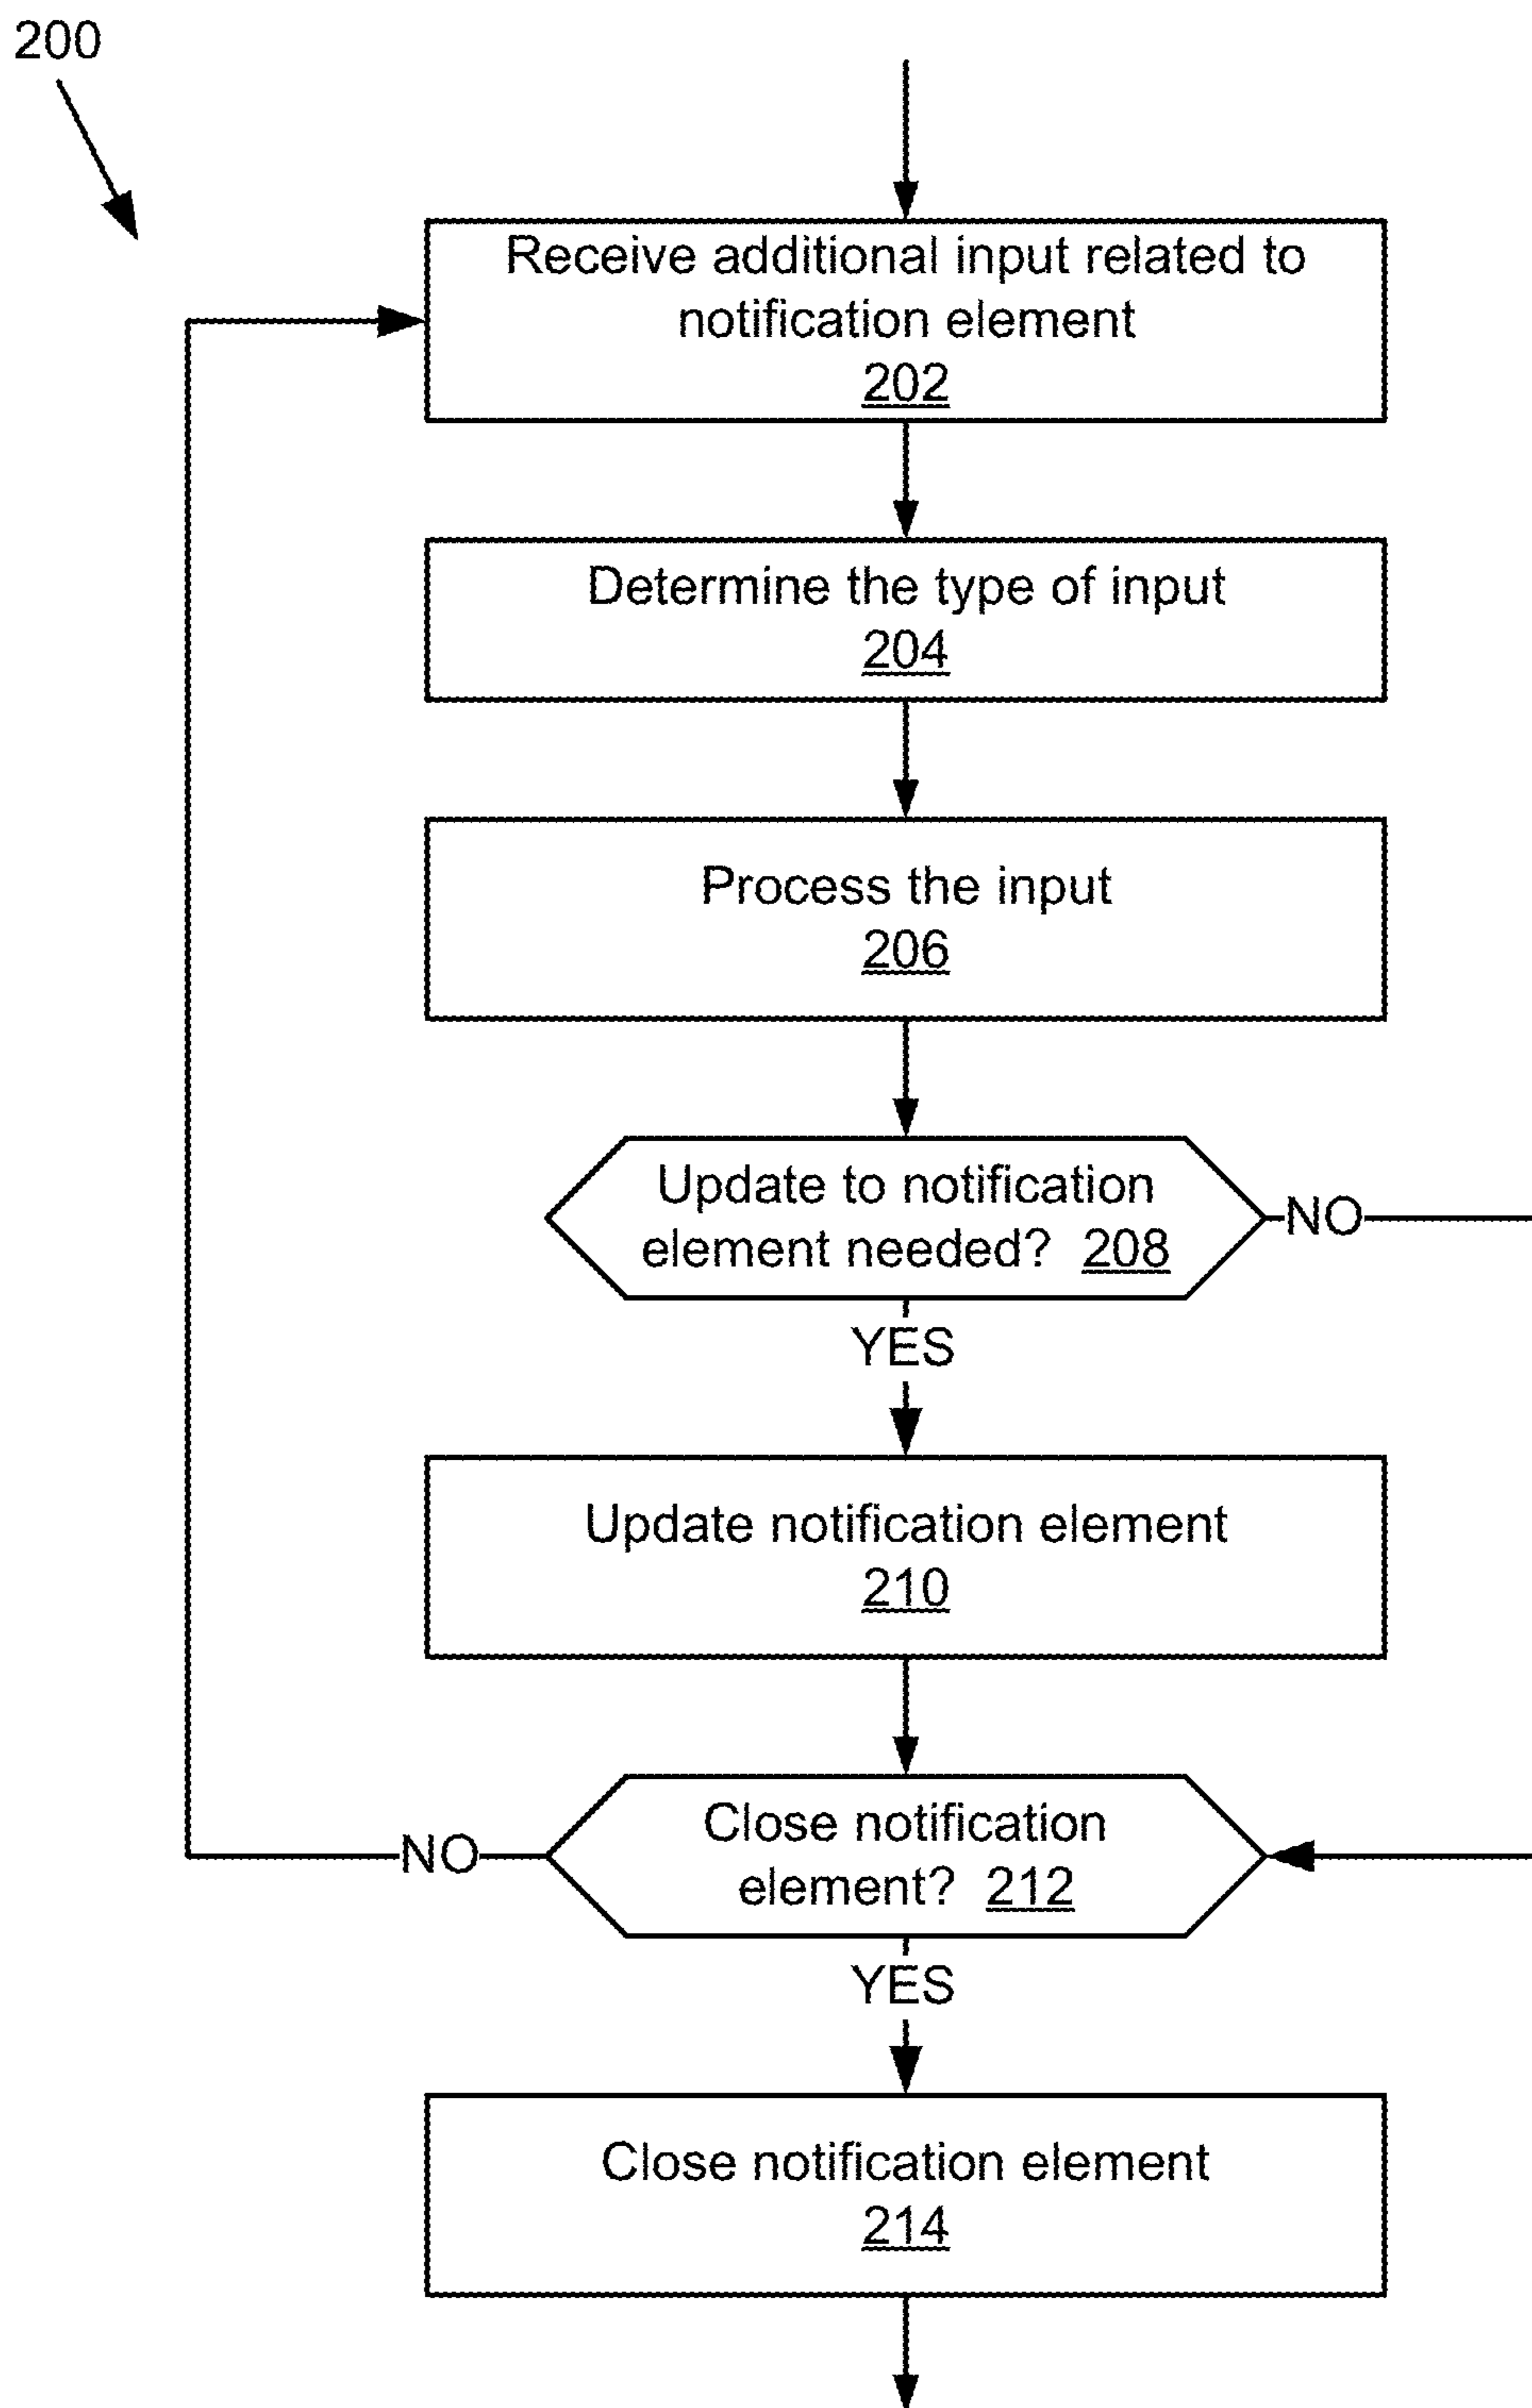 200
Receive additional input related to
notification element
202
Determine the type of input
204
Process the input
206
Update to notification
element needed? 208
NO
YES
Update notification element
210
Close notification
element? 212
NO
YES
Close notification element
214